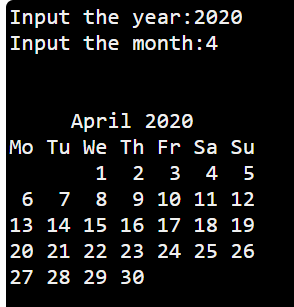 Input the year:2020
Input the month:4
April 2020
Mo Tu We Th Fr Sa Su
1 2 3 4 5
6 7 8 9 10 11 12
13 14 15 16 17 18 19
20 21 22 23 24 25 26
27 28 29 30